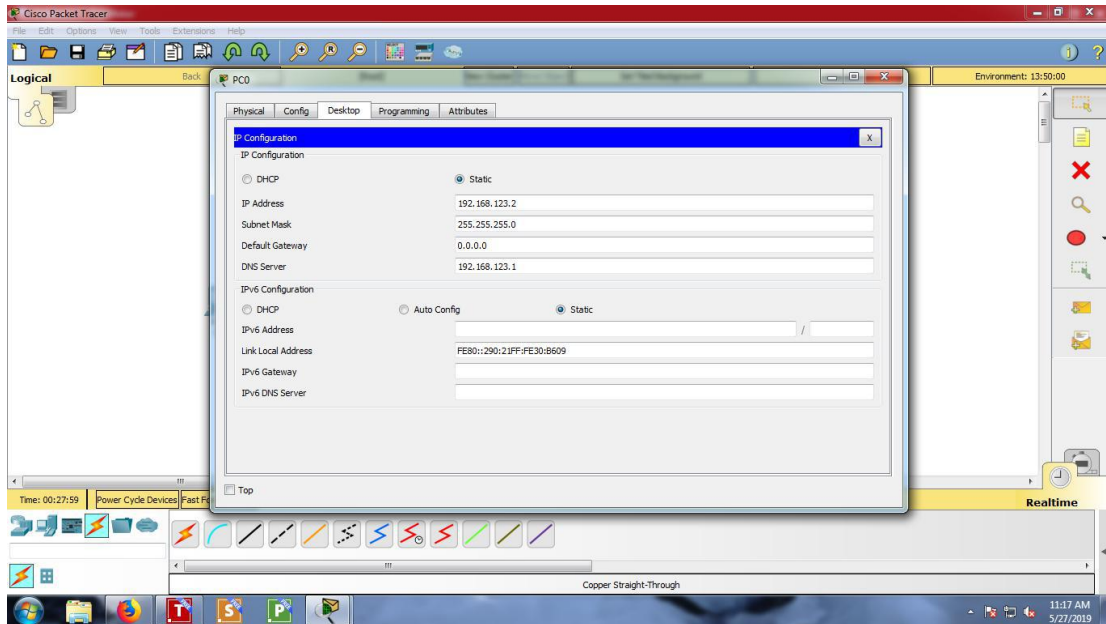 Cisco Packet Tracer
File Edit Options View Tools Extensions Help
Logical
Back
Environment: 13:50:00
PC0
Physical Config Desktop Programming Attributes
IP Configuration
X
IP Configuration
DHCP Static
IP Address 192.168.123.2
Subnet Mask 255.255.255.0
Default Gateway 0.0.0.0
DNS Server 192.168.123.1
IPv6 Configuration
DHCP Auto Config Static
IPv6 Address /
Link Local Address FE80::290:21FF:FE30:B609
IPv6 Gateway
IPv6 DNS Server
Top
Time: 00:27:59 Power Cycle Devices Fast Fo
Realtime
Copper Straight-Through
11:17 AM
5/27/2019